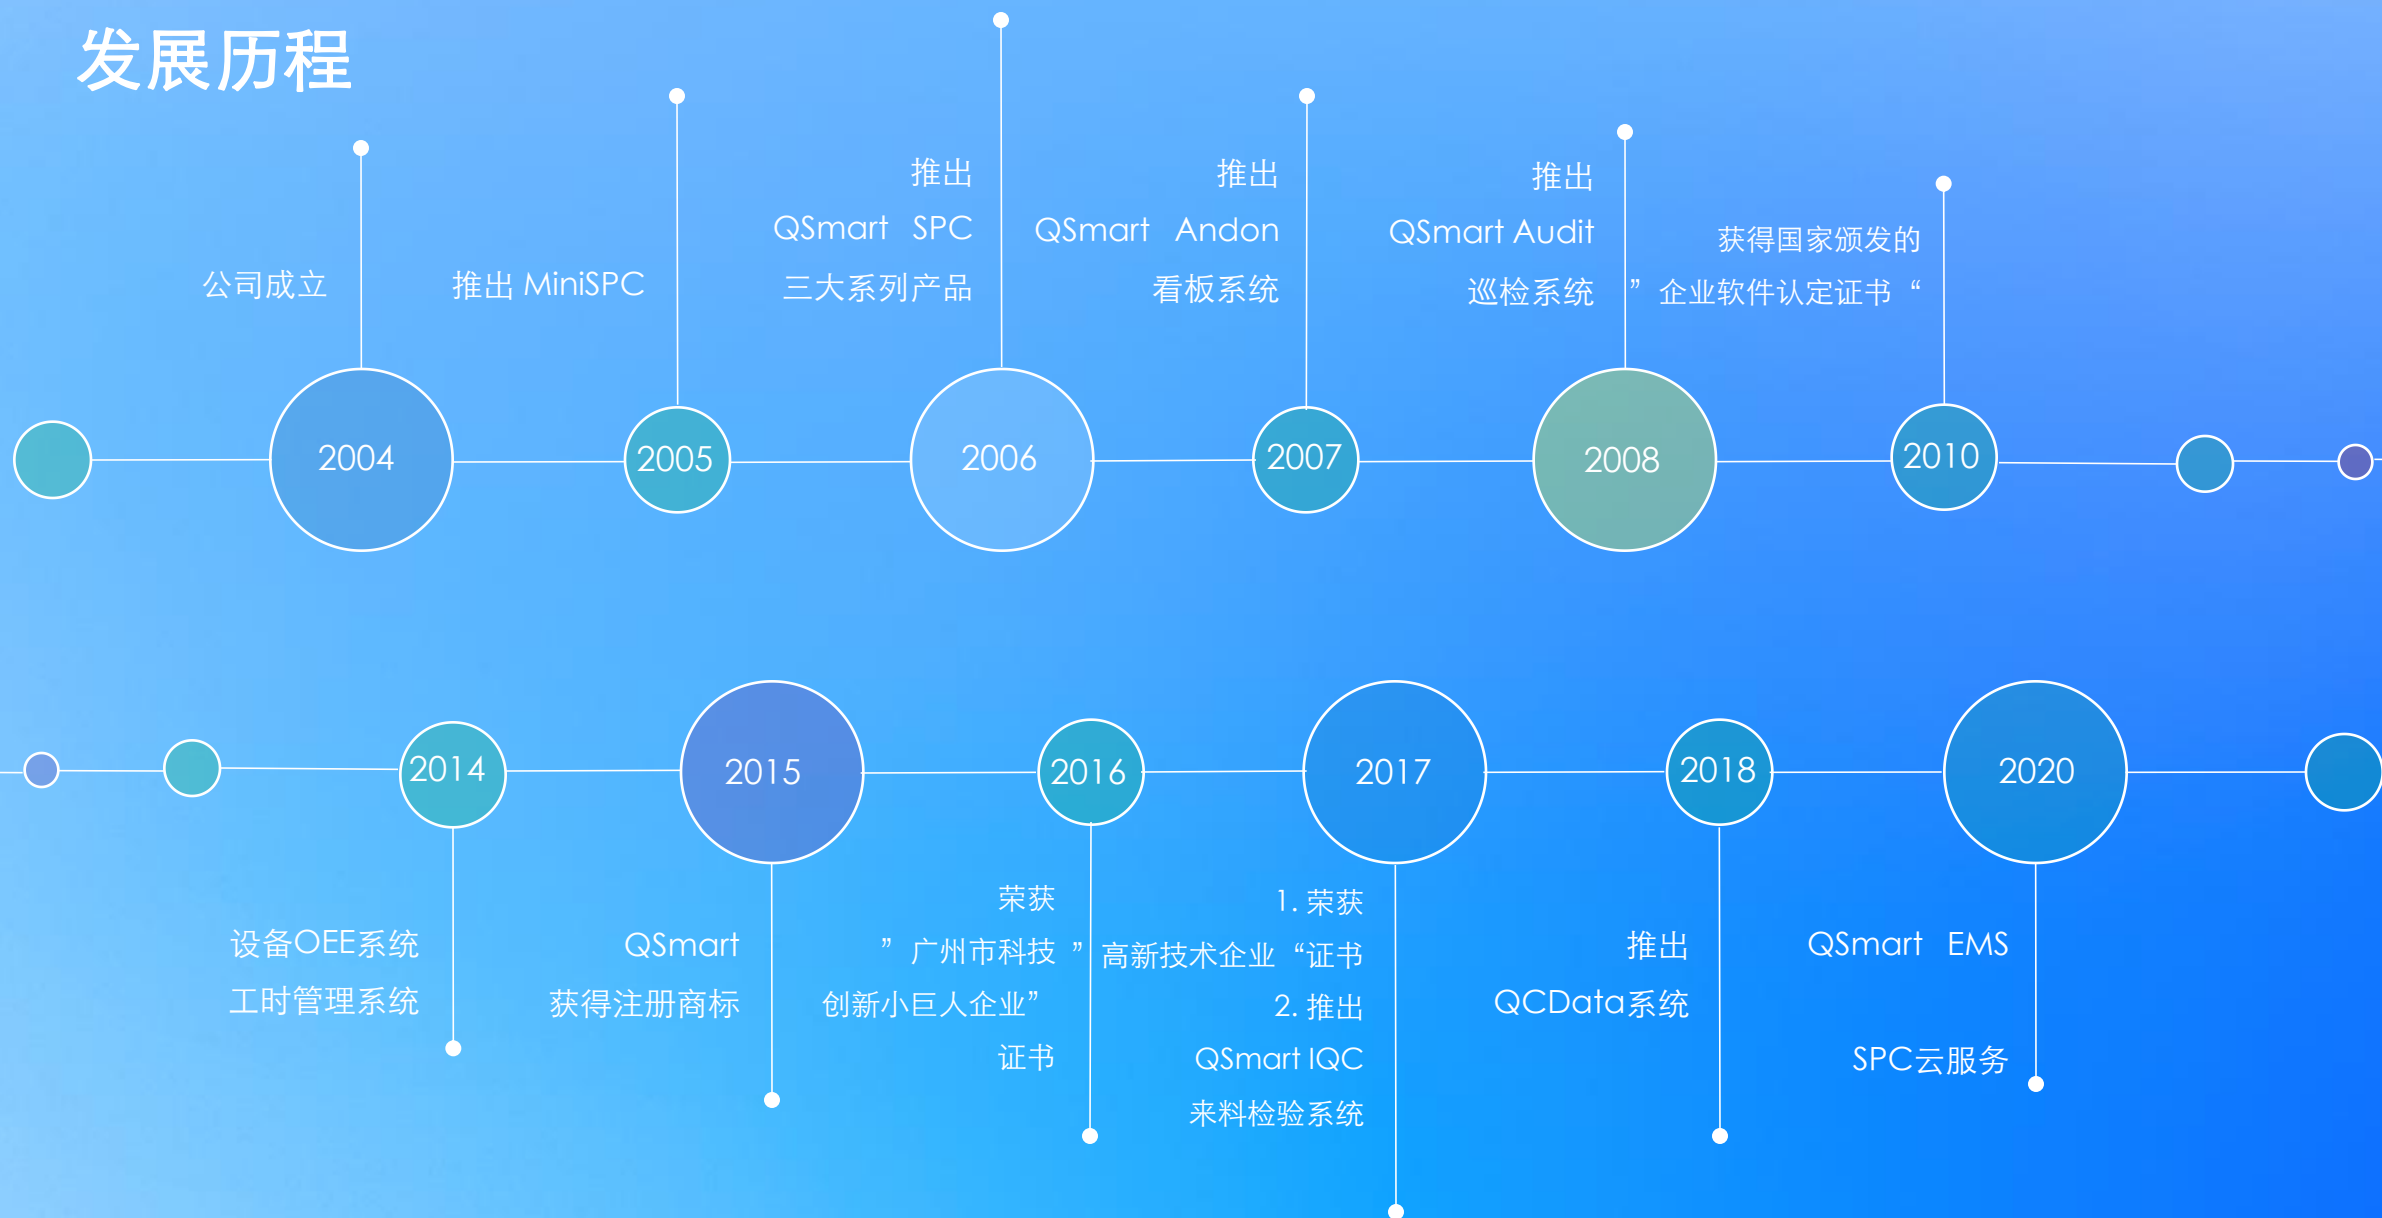 发展历程
公司成立
2004
推出 MiniSPC
2005
推出
QSmart SPC
三大系列产品
2006
推出
QSmart Andon
看板系统
2007
推出
QSmart Audit
巡检系统
2008
获得国家颁发的
”企业软件认定证书“
2010
2014
设备OEE系统
工时管理系统
2015
QSmart
获得注册商标
2016
荣获
”广州市科技
创新小巨人企业”
证书
2017
1. 荣获
”高新技术企业“证书
2. 推出
QSmart IQC
来料检验系统
2018
推出
QCData系统
2020
QSmart EMS
SPC云服务